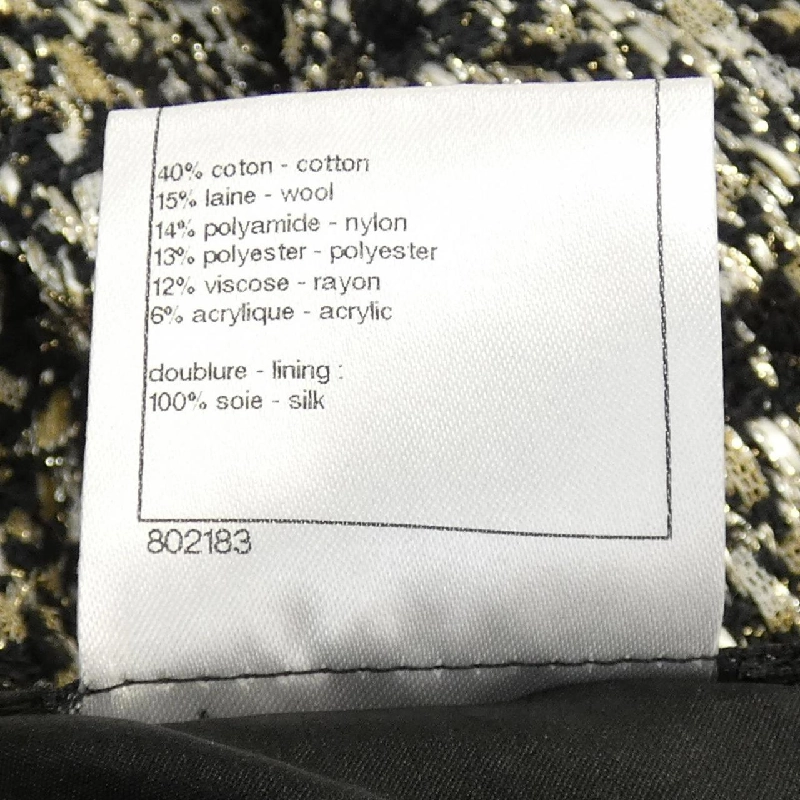 40% coton - cotton
15% laine - wool
14% polyamide - nylon
13% polyester - polyester
12% viscose - rayon
6% acrylique - acrylic
doublure - lining :
100% soie - silk
802183